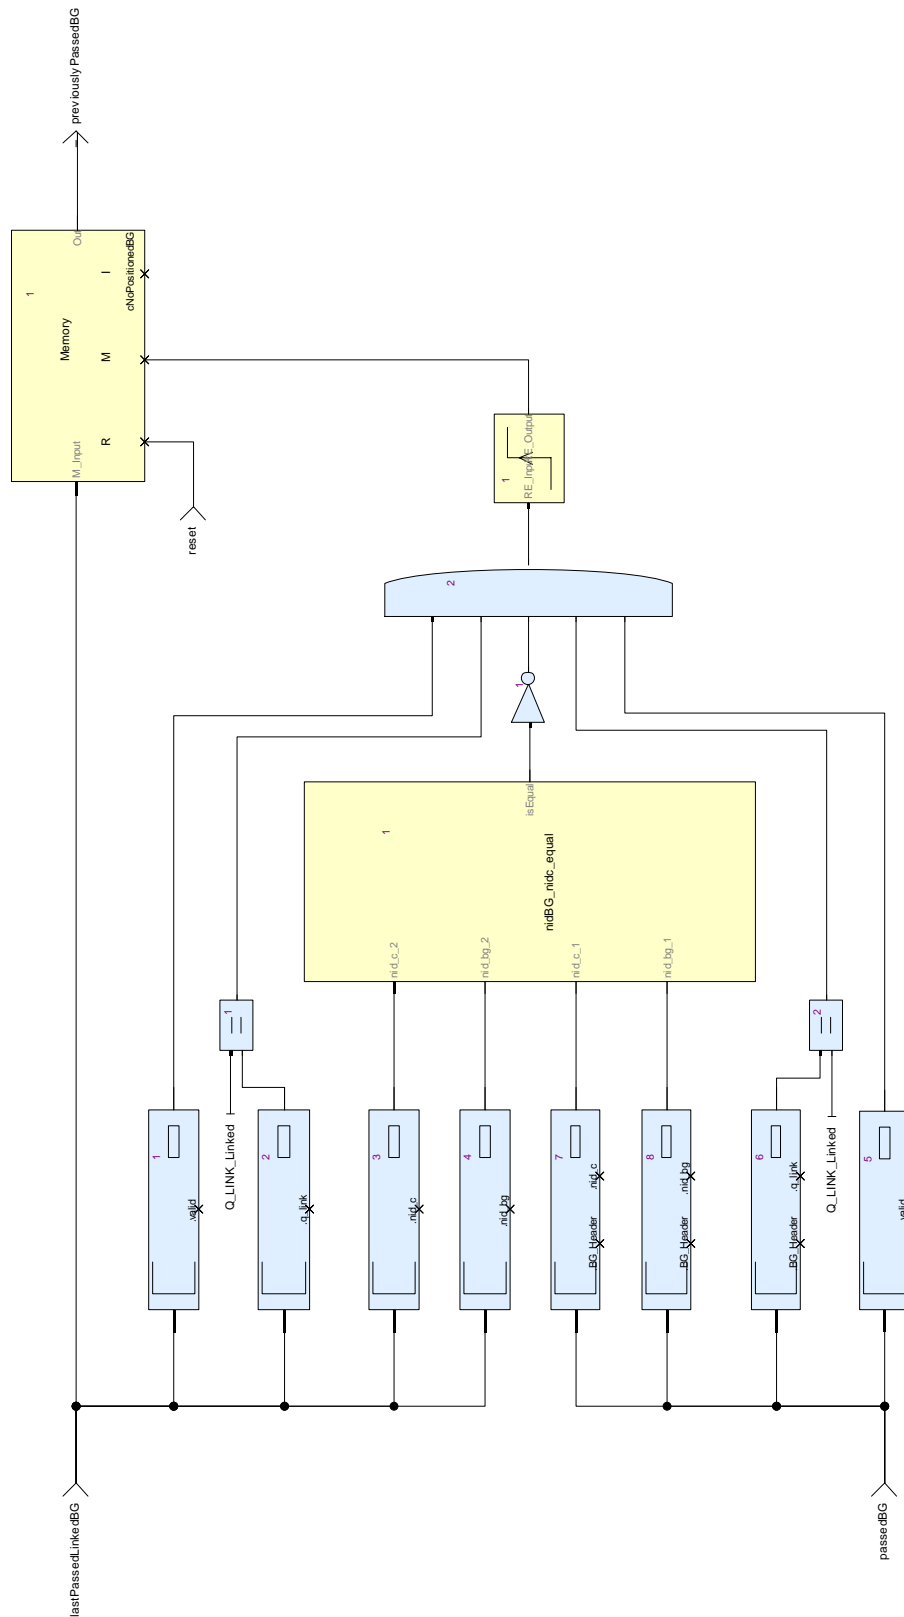 previouslyPassedBG
Out
1
Memory
M_Input
I
M
R
cNoPositionedBG
reset
RE_Output
RE_Input
1
2
1
isEqual
1
nidBG_nidc_equal
nid_c_2
nid_bg_2
nid_c_1
nid_bg_1
1
2
Q_LINK_Linked
Q_LINK_Linked
1
.valid
2
.q_link
3
.nid_c
4
.nid_bg
7
.nid_c
.BG_Header
8
.nid_bg
.BG_Header
6
.q_link
.BG_Header
5
.valid
lastPassedLinkedBG
passedBG